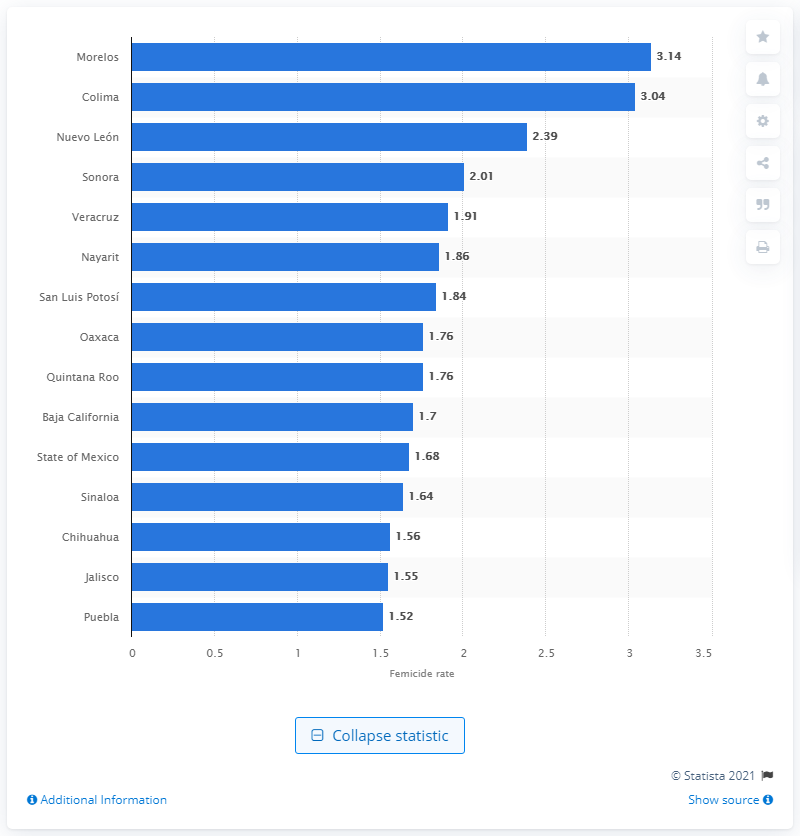 Morelos 3.14
Colima 3.04
Nuevo León 2.39
Sonora 2.01
Veracruz 1.91
Nayarit 1.86
San Luis Potosí 1.84
Oaxaca 1.76
Quintana Roo 1.76
Baja California 1.7
State of Mexico 1.68
Sinaloa 1.64
Chihuahua 1.56
Jalisco 1.55
Puebla 1.52
0 0.5 1 1.5 2 2.5 3 3.5
Femicide rate
Collapse statistic
© Statista 2021
Additional Information Show source